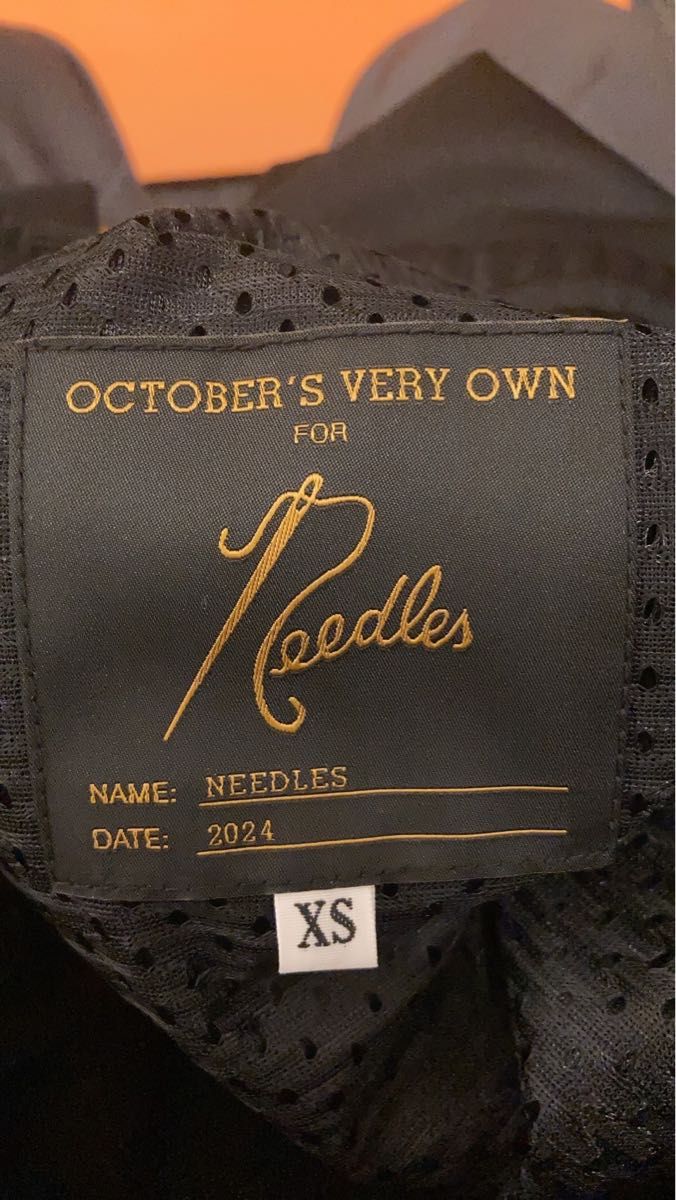 OCTOBER'S VERY OWN
FOR
Needles
NAME: NEEDLES
DATE: 2024
XS